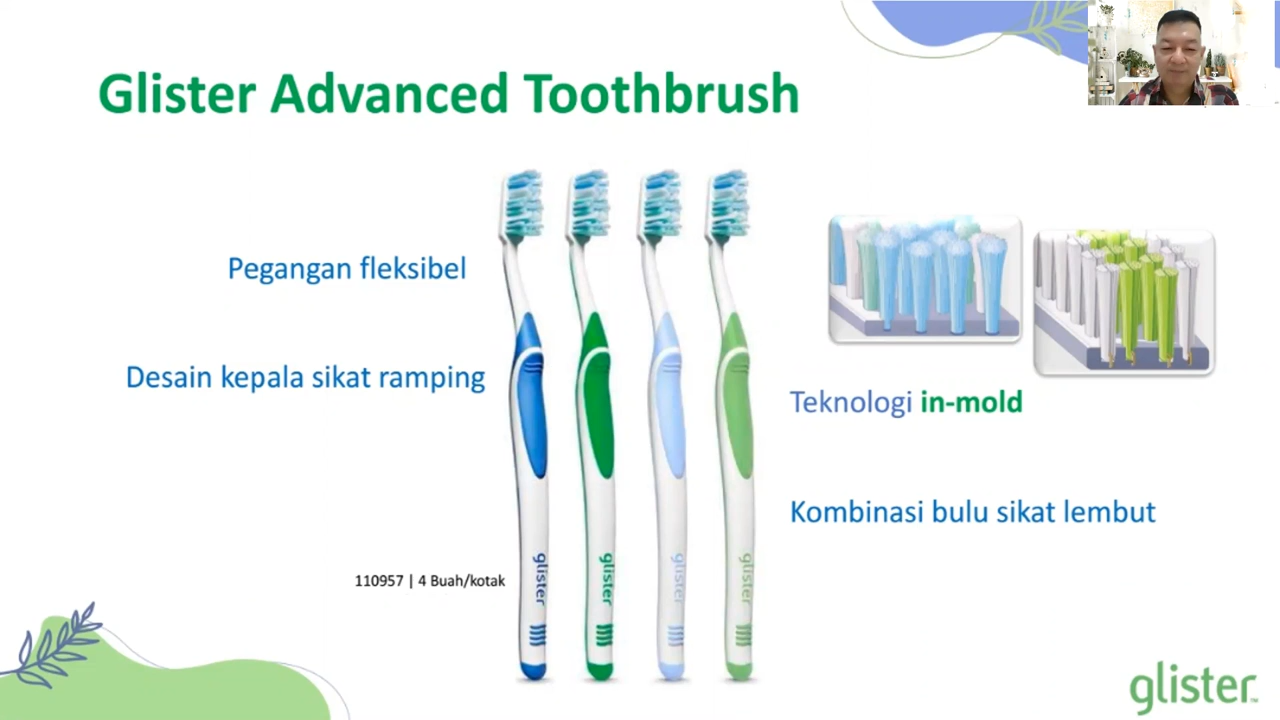 Glister Advanced Toothbrush
Pegangan fleksibel
Desain kepala sikat ramping
Teknologi in-mold
Kombinasi bulu sikat lembut
110957 | 4 Buah/kotak
glister
glister
glister
glister
glister™